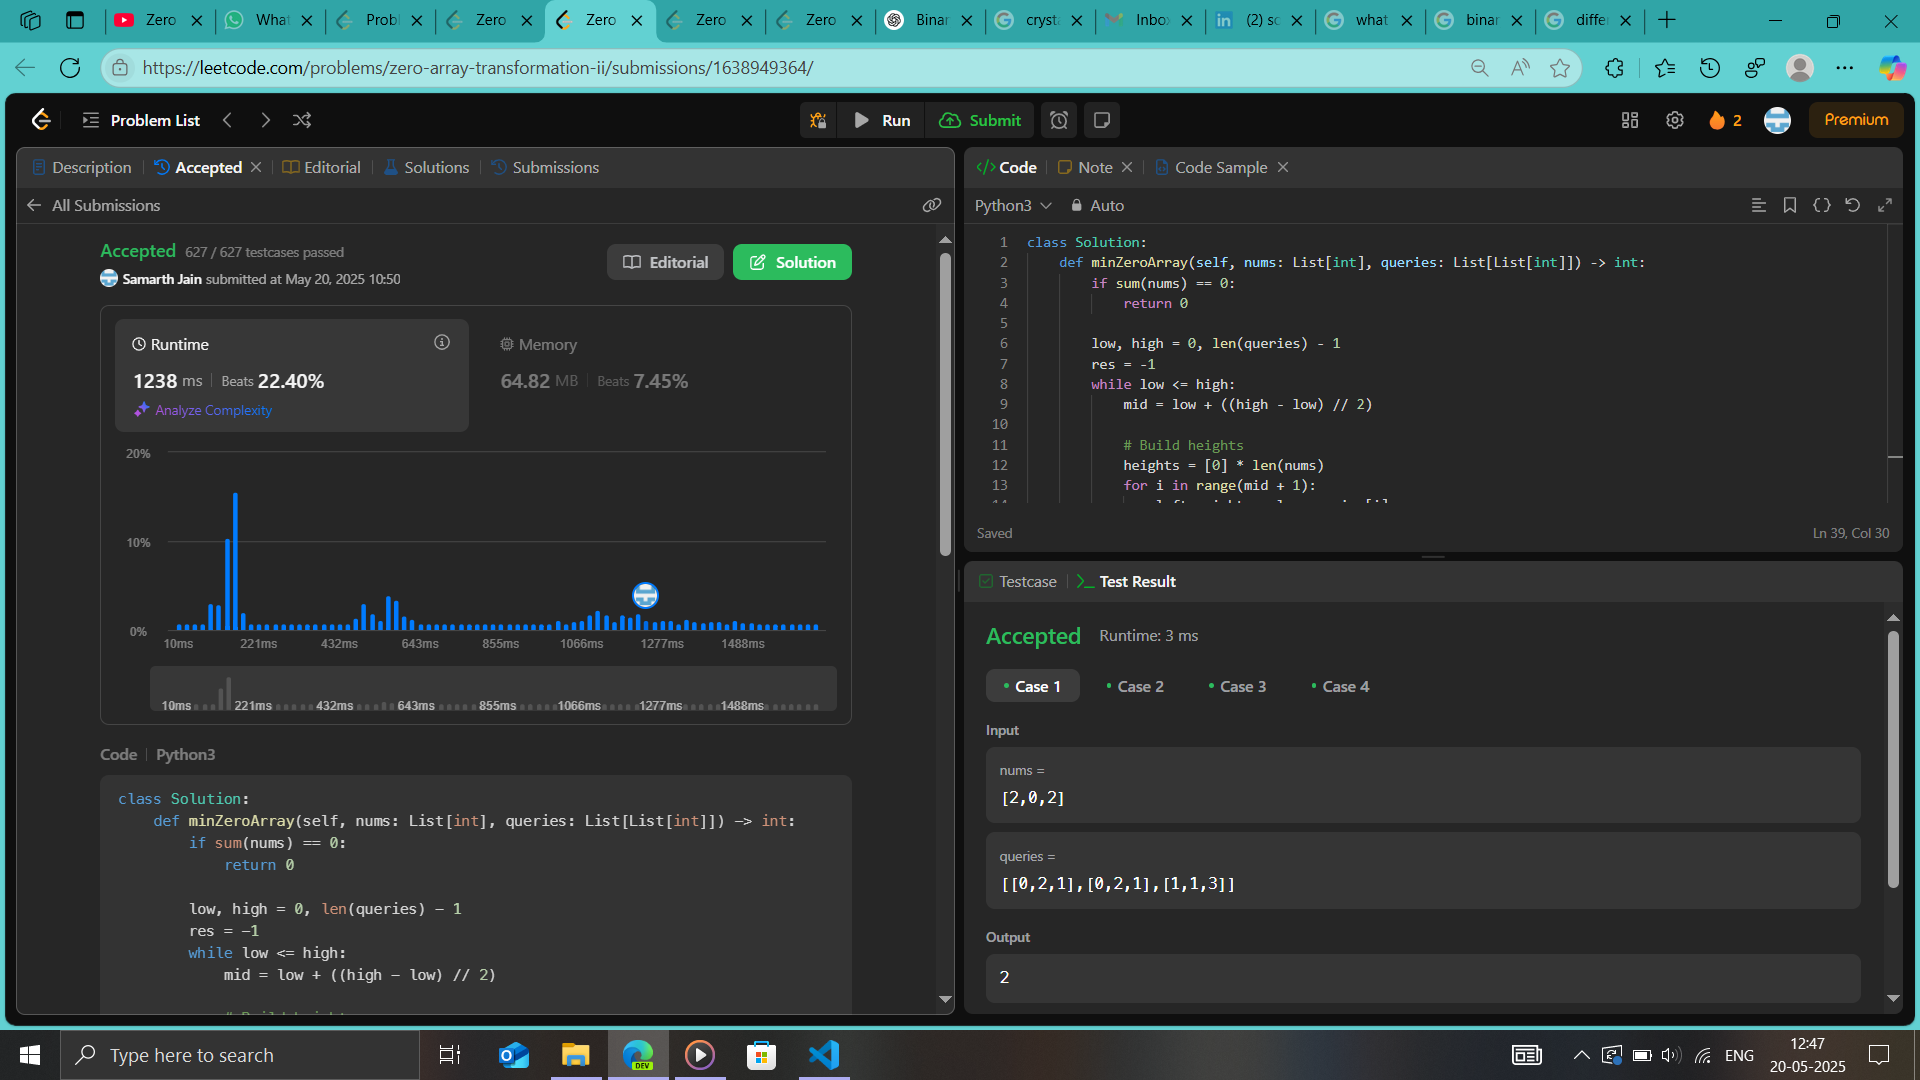 Zero
What
Probl
Zero
Zero
Zero
Zero
Binar
crysta
Inbox
(2) sc
what
binar
differ
https://leetcode.com/problems/zero-array-transformation-ii/submissions/1638949364/
Problem List
Run
Submit
2
Premium
Description
Accepted
Editorial
Solutions
Submissions
All Submissions
Accepted 627 / 627 testcases passed
Samarth Jain submitted at May 20, 2025 10:50
Editorial
Solution
Runtime
1238 ms Beats 22.40%
Analyze Complexity
Memory
64.82 MB Beats 7.45%
20%
10%
0%
10ms 221ms 432ms 643ms 855ms 1066ms 1277ms 1488ms
10ms 221ms 432ms 643ms 855ms 1066ms 1277ms 1488ms
Code Python3
class Solution:
def minZeroArray(self, nums: List[int], queries: List[List[int]]) -> int:
if sum(nums) == 0:
return 0
low, high = 0, len(queries) - 1
res = -1
while low <= high:
mid = low + ((high - low) // 2)
Code
Note
Code Sample
Python3
Auto
1 class Solution:
2 def minZeroArray(self, nums: List[int], queries: List[List[int]]) -> int:
3 if sum(nums) == 0:
4 return 0
5
6 low, high = 0, len(queries) - 1
7 res = -1
8 while low <= high:
9 mid = low + ((high - low) // 2)
10
11 # Build heights
12 heights = [0] * len(nums)
13 for i in range(mid + 1):
Saved
Ln 39, Col 30
Testcase
Test Result
Accepted Runtime: 3 ms
Case 1
Case 2
Case 3
Case 4
Input
nums =
[2,0,2]
queries =
[[0,2,1],[0,2,1],[1,1,3]]
Output
2
Type here to search
DEV
ENG
12:47
20-05-2025